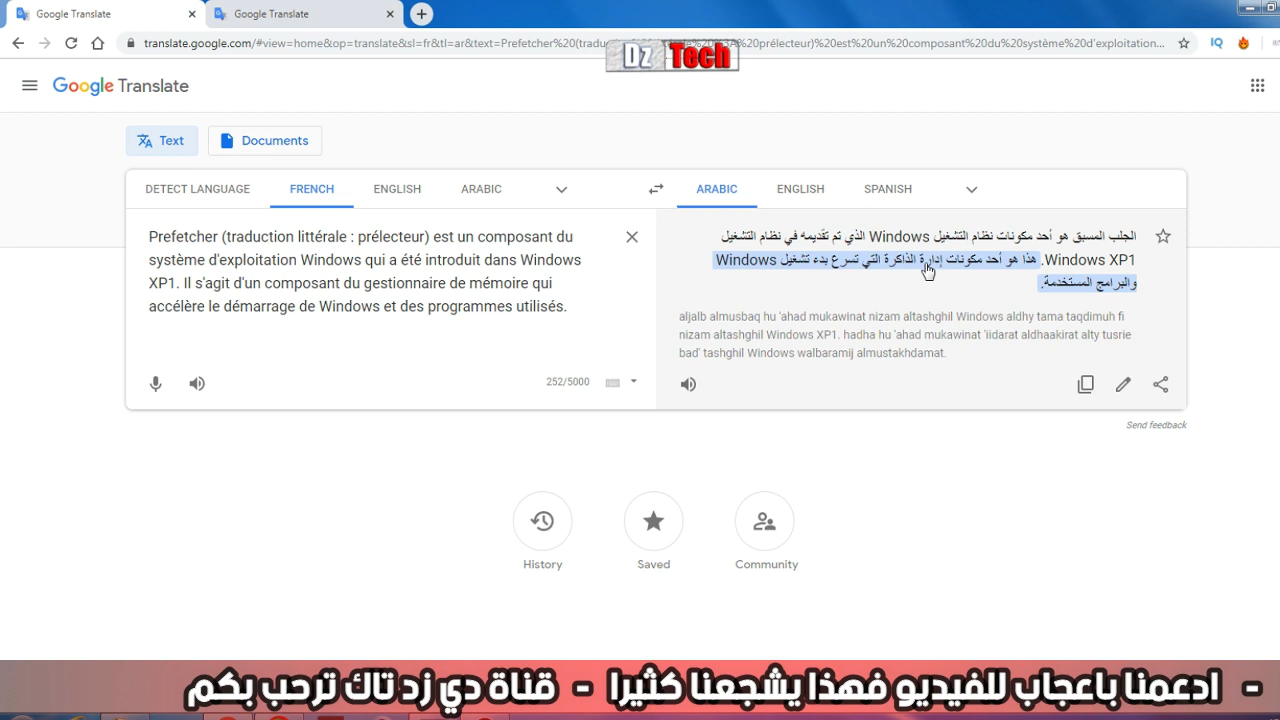 Google Translate
Google Translate
translate.google.com/#view=home&op=translate&sl=fr&tl=ar&text=Prefetcher%20(traduction%20
prélecteur)%20est%20un%20composant%20du%20système%20d'exploitation...
IQ
Dz Tech
Google Translate
Text
Documents
DETECT LANGUAGE
FRENCH
ENGLISH
ARABIC
ARABIC
ENGLISH
SPANISH
Prefetcher (traduction littérale : prélecteur) est un composant du
système d'exploitation Windows qui a été introduit dans Windows
XP1. Il s'agit d'un composant du gestionnaire de mémoire qui
accélère le démarrage de Windows et des programmes utilisés.
252/5000
الجلب المسبق هو أحد مكونات نظام التشغيل Windows الذي تم تقديمه في نظام التشغيل
Windows XP1. هذا هو أحد مكونات إدارة الذاكرة التي تسرع بدء تشغيل Windows
والبرامج المستخدمة.
aljalb almusbaq hu 'ahad mukawinat nizam altashghil Windows aldhy tama taqdimuh fi
nizam altashghil Windows XP1. hadha hu 'ahad mukawinat 'iidarat aldhaakirat alty tusrie
bad' tashghil Windows walbaramij almustakhdamat.
Send feedback
History
Saved
Community
- ادعمنا باعجاب للفيديو فهذا يشجعنا كثيرا - قناة دي زد تاك ترحب بكم